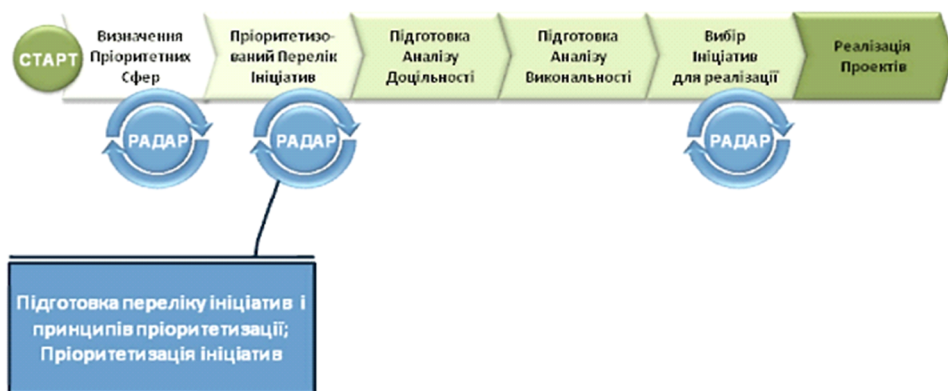 СТАРТ
Визначення
Пріоритетних
Сфер
Пріоритетизо-
ваний Перелік
Ініціатив
Підготовка
Аналізу
Доцільності
Підготовка
Аналізу
Викональності
Вибір
Ініціатив
для реалізації
Реалізація
Проектів
РАДАР
РАДАР
РАДАР
Підготовка переліку ініціатив і
принципів пріоритетизації;
Пріоритетизація ініціатив